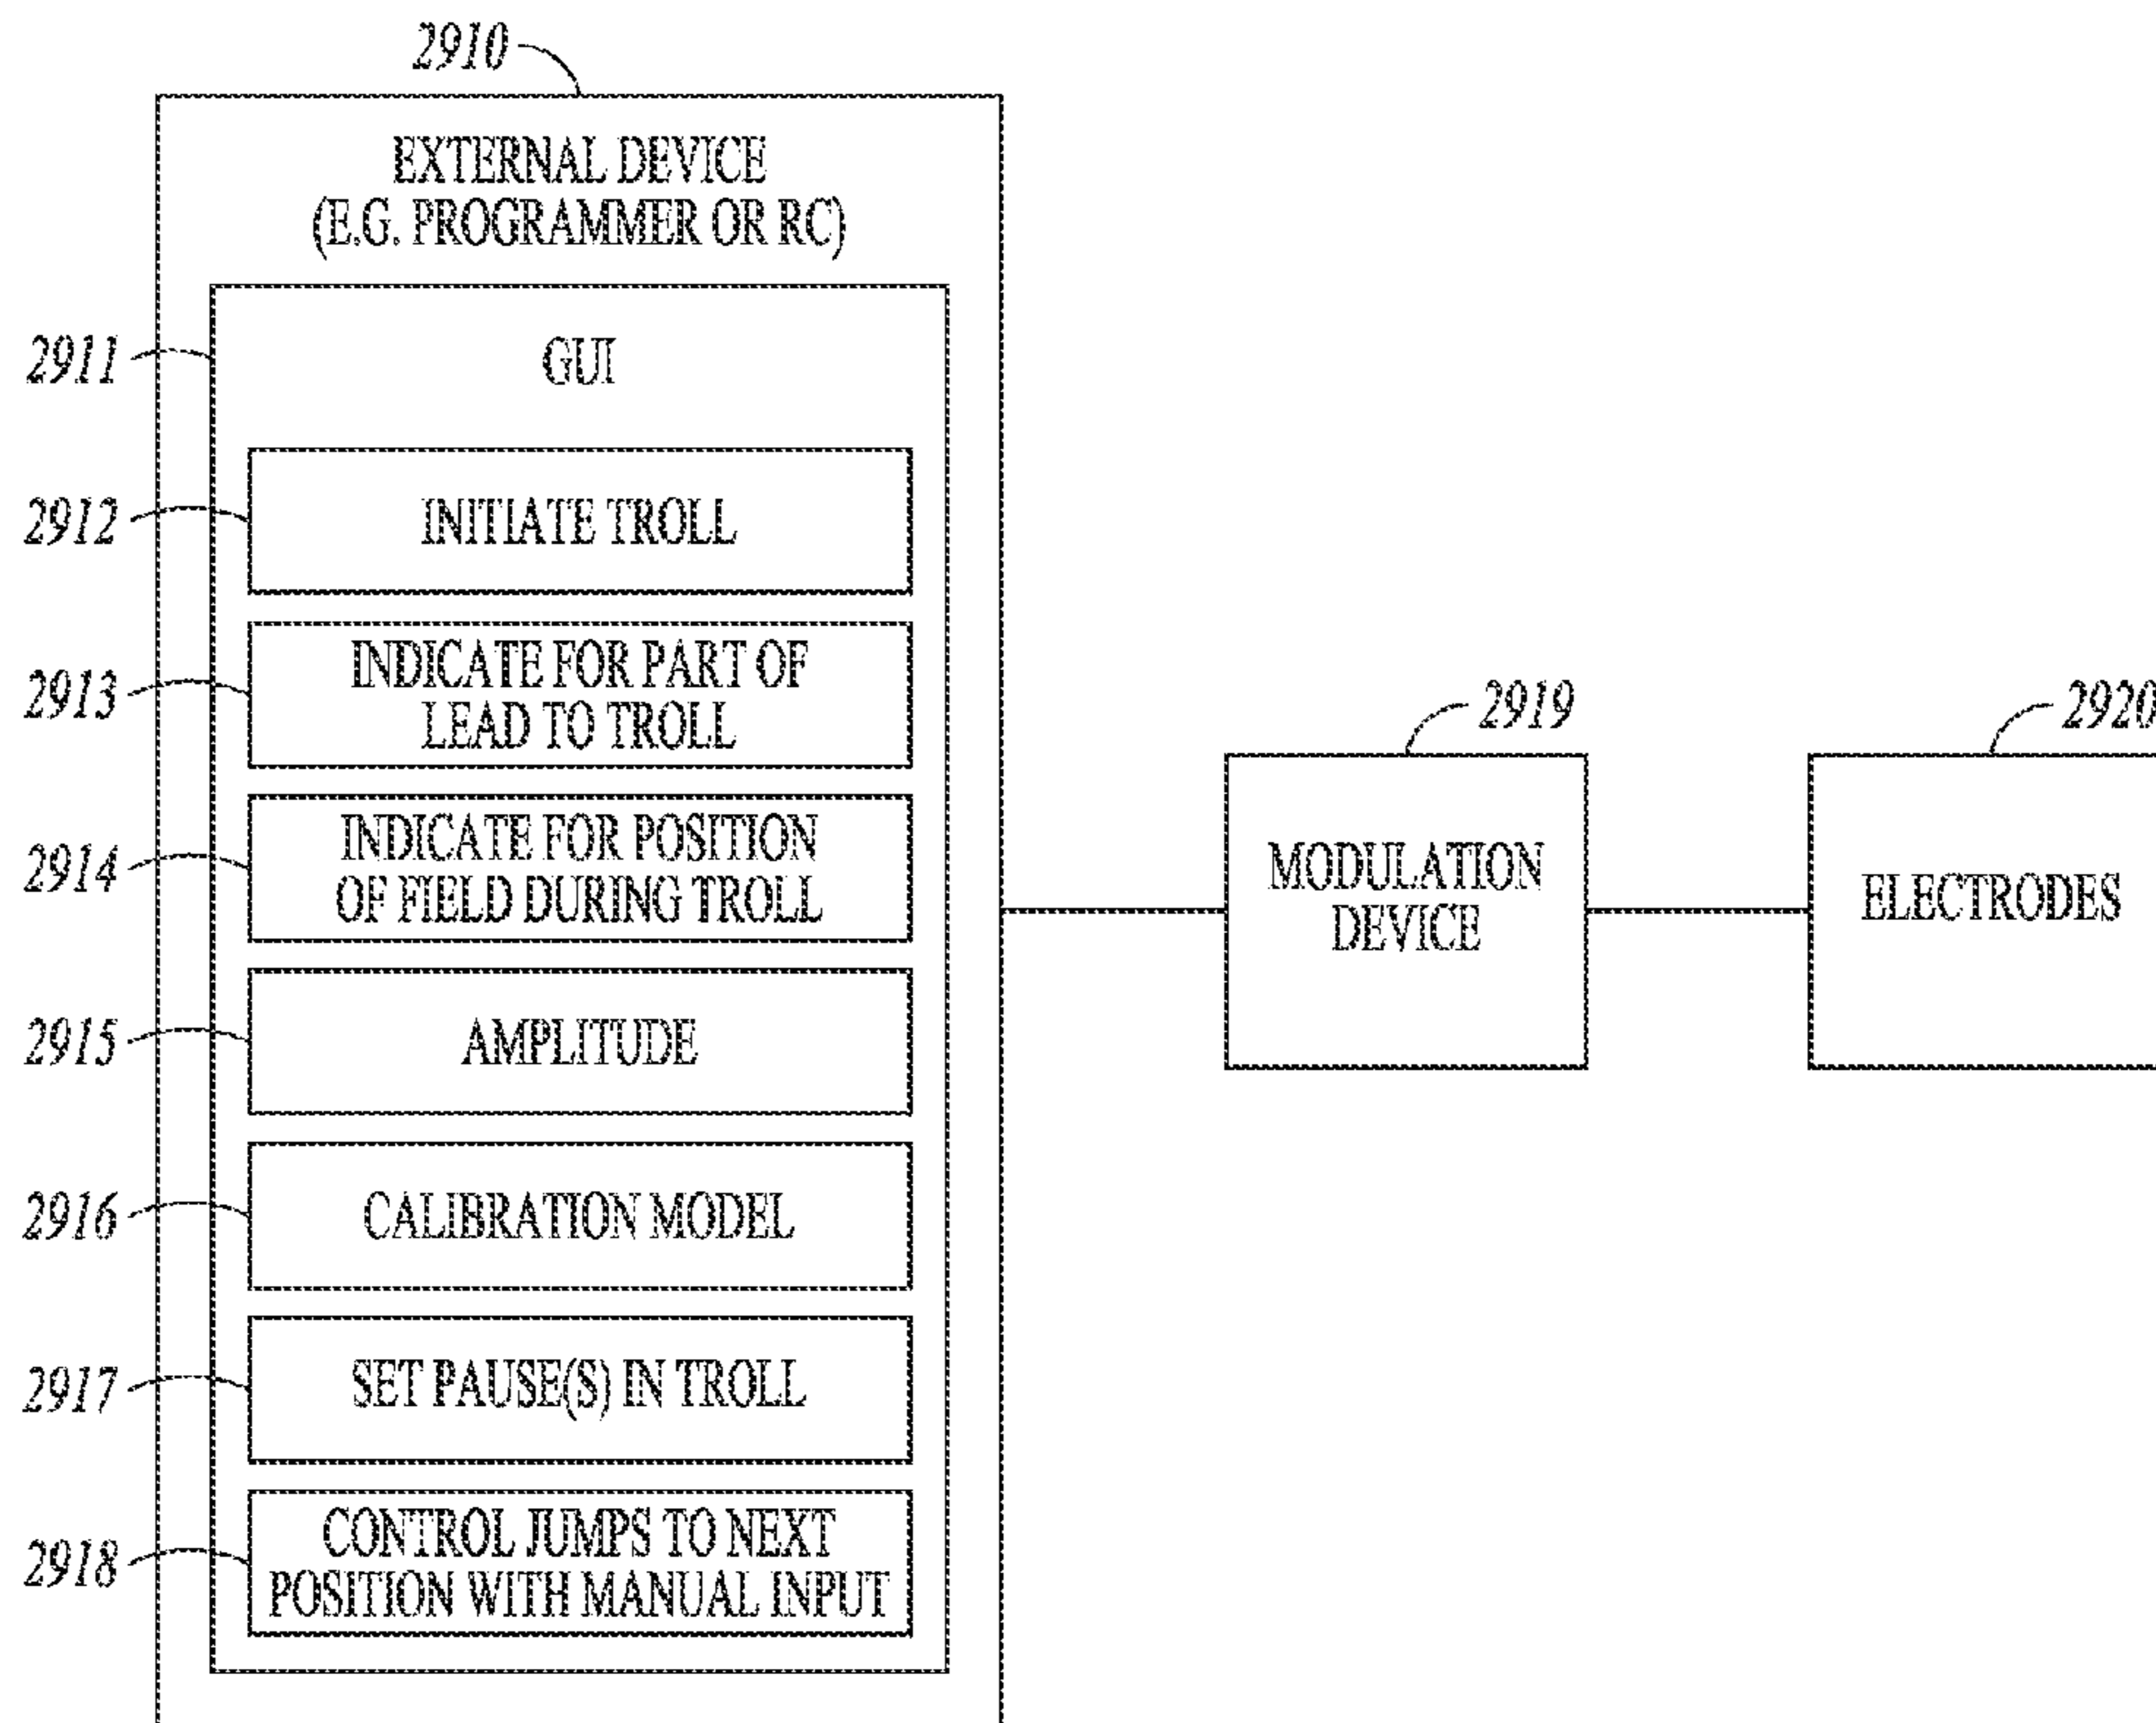 2910
EXTERNAL DEVICE
(E.G. PROGRAMMER OR RC)
2911
GUI
2912
INITIATE TROLL
2913
INDICATE FOR PART OF
LEAD TO TROLL
2914
INDICATE FOR POSITION
OF FIELD DURING TROLL
2915
AMPLITUDE
2916
CALIBRATION MODEL
2917
SET PAUSE(S) IN TROLL
2918
CONTROL JUMPS TO NEXT
POSITION WITH MANUAL INPUT
2919
MODULATION
DEVICE
2920
ELECTRODES